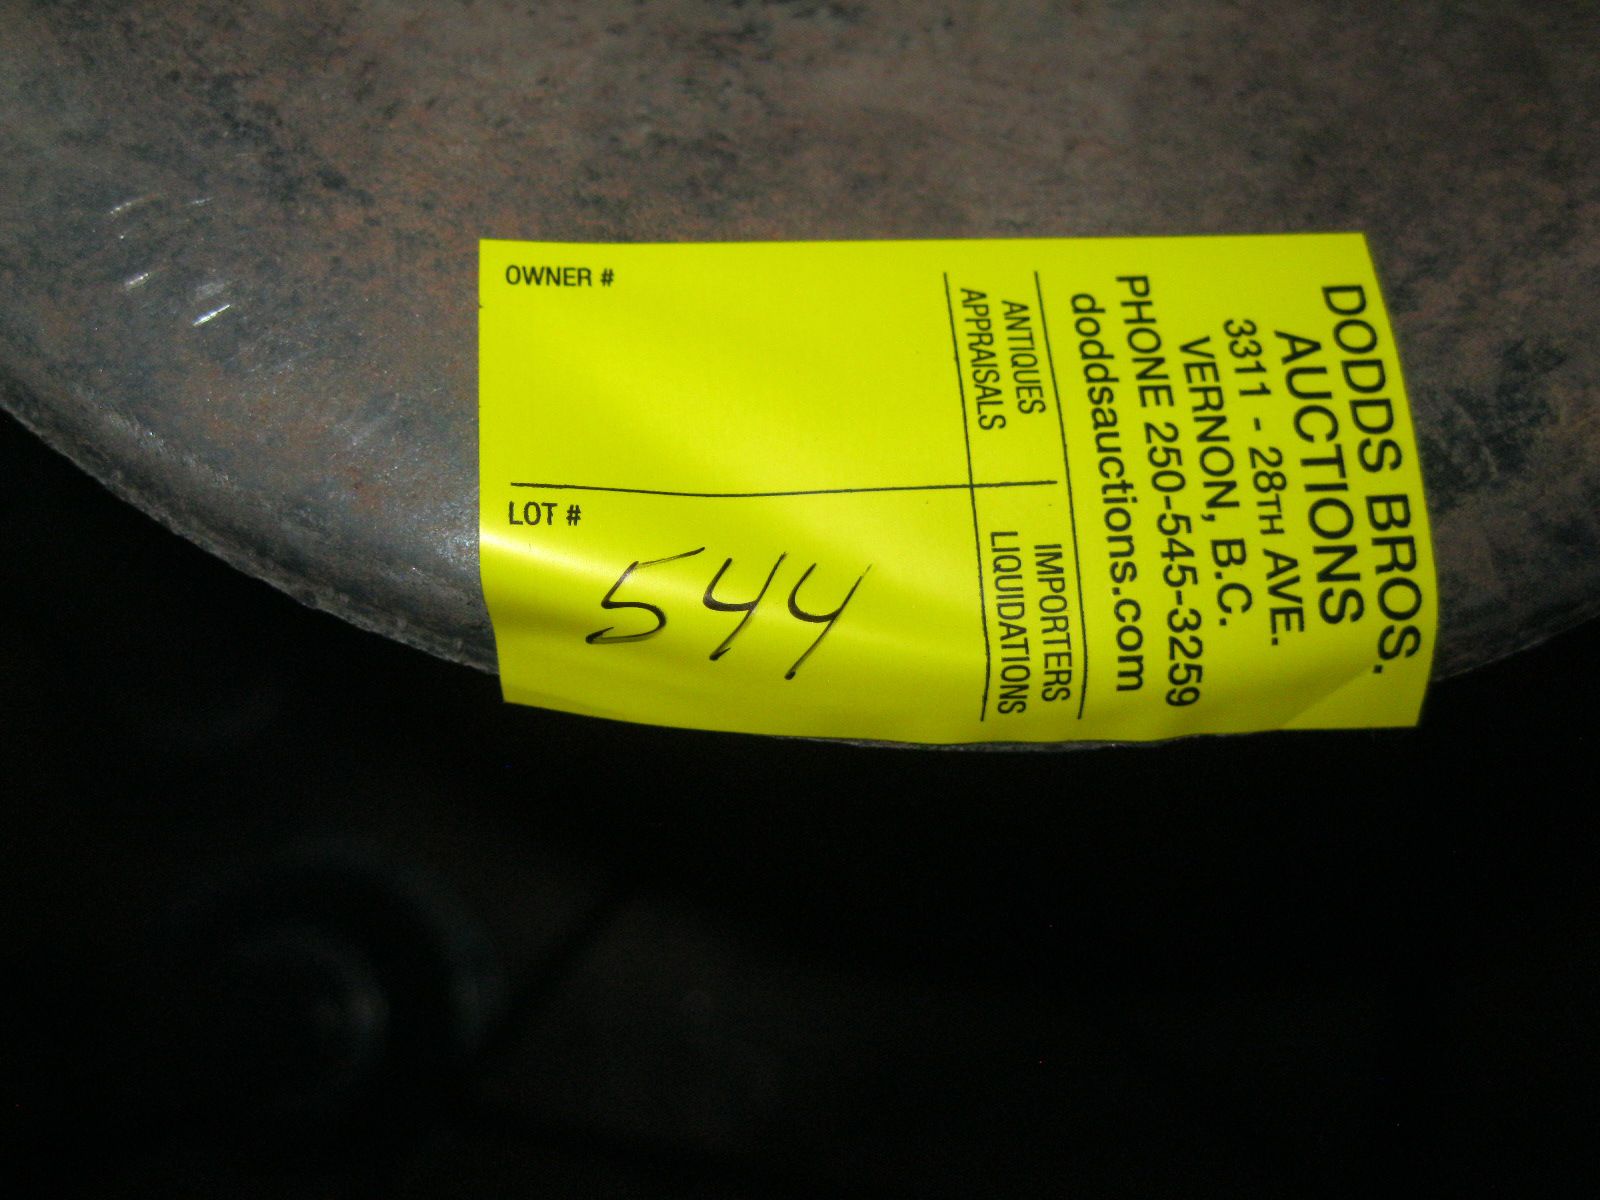 DODDS BROS.
AUCTIONS
3311 - 28TH AVE.
VERNON, B.C.
PHONE 250-545-3259
doddsauctions.com
ANTIQUES
APPRAISALS
IMPORTERS
LIQUIDATIONS
OWNER #
LOT #
544